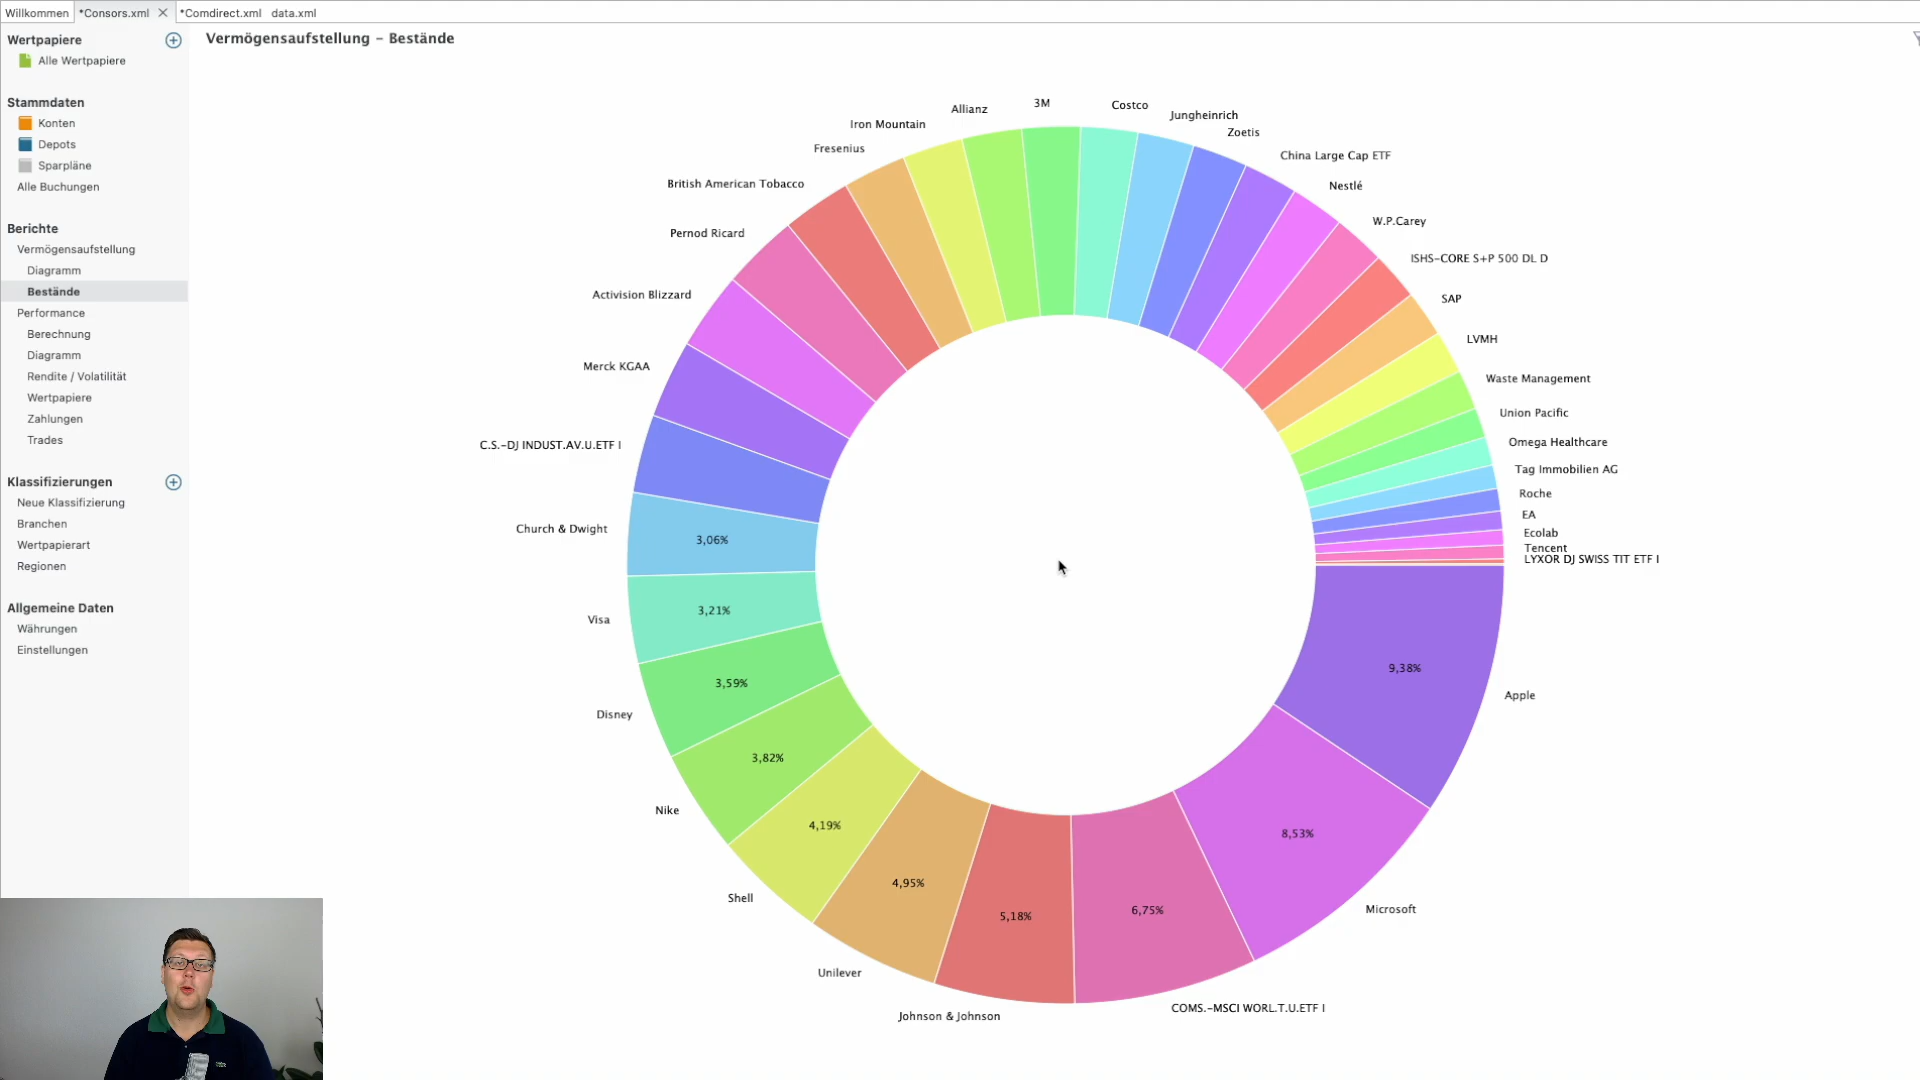 Willkommen
*Consors.xml
*Comdirect.xml
data.xml
Wertpapiere
Alle Wertpapiere
Stammdaten
Konten
Depots
Sparpläne
Alle Buchungen
Berichte
Vermögensaufstellung
Diagramm
Bestände
Performance
Berechnung
Diagramm
Rendite / Volatilität
Wertpapiere
Zahlungen
Trades
Klassifizierungen
Neue Klassifizierung
Branchen
Wertpapierart
Regionen
Allgemeine Daten
Währungen
Einstellungen
Vermögensaufstellung – Bestände
3M
Costco
Allianz
Jungheinrich
Iron Mountain
Zoetis
Fresenius
China Large Cap ETF
British American Tobacco
Nestlé
W.P.Carey
Pernod Ricard
ISHS-CORE S+P 500 DL D
Activision Blizzard
SAP
LVMH
Merck KGAA
Waste Management
Union Pacific
Omega Healthcare
C.S.-DJ INDUST.AV.U.ETF I
Tag Immobilien AG
Roche
EA
Church & Dwight
Ecolab
3,06%
Tencent
LYXOR DJ SWISS TIT ETF I
3,21%
Visa
9,38%
3,59%
Apple
Disney
3,82%
Nike
4,19%
8,53%
4,95%
Shell
6,75%
Microsoft
5,18%
Unilever
COMS.-MSCI WORL.T.U.ETF I
Johnson & Johnson